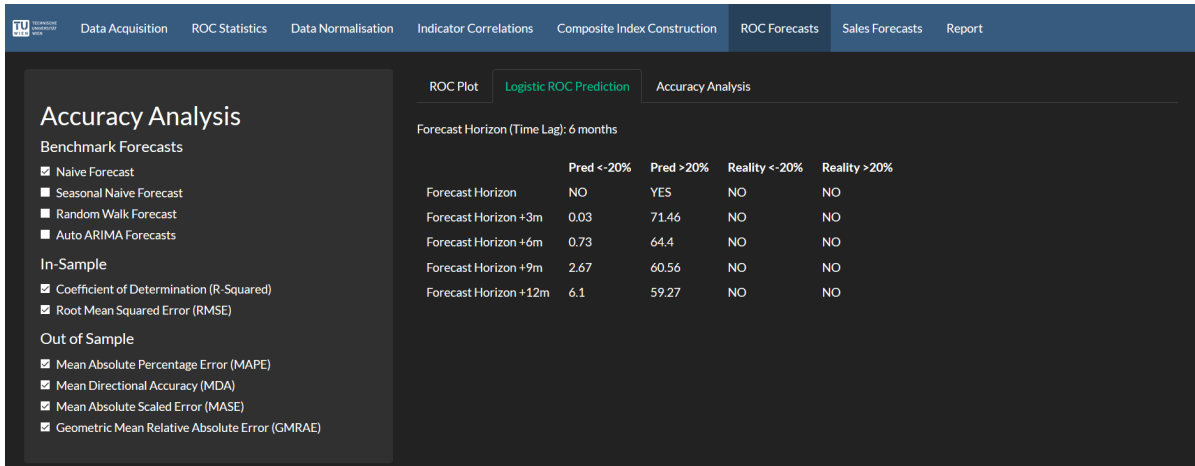 TU WIEN TECHNISCHE UNIVERSITÄT WIEN
Data Acquisition ROC Statistics Data Normalisation Indicator Correlations Composite Index Construction ROC Forecasts Sales Forecasts Report
Accuracy Analysis
Benchmark Forecasts
Naive Forecast
Seasonal Naive Forecast
Random Walk Forecast
Auto ARIMA Forecasts
In-Sample
Coefficient of Determination (R-Squared)
Root Mean Squared Error (RMSE)
Out of Sample
Mean Absolute Percentage Error (MAPE)
Mean Directional Accuracy (MDA)
Mean Absolute Scaled Error (MASE)
Geometric Mean Relative Absolute Error (GMRAE)
ROC Plot Logistic ROC Prediction Accuracy Analysis
Forecast Horizon (Time Lag): 6 months
Pred <-20% Pred >20% Reality <-20% Reality >20%
Forecast Horizon NO YES NO NO
Forecast Horizon +3m 0.03 71.46 NO NO
Forecast Horizon +6m 0.73 64.4 NO NO
Forecast Horizon +9m 2.67 60.56 NO NO
Forecast Horizon +12m 6.1 59.27 NO NO